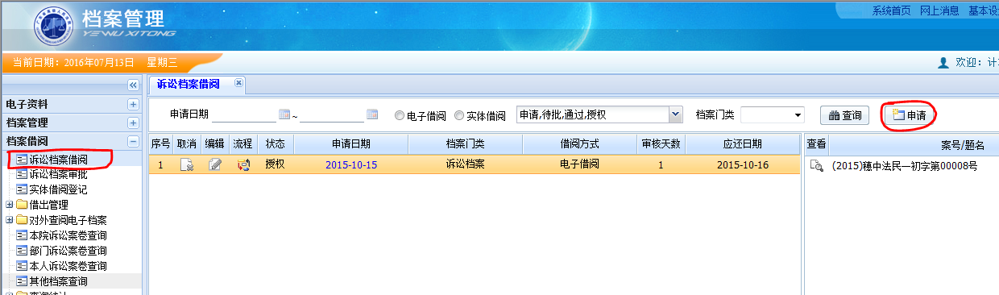 档案管理
YEWU XITONG
系统首页 网上消息 基本设
当前日期：2016年07月13日 星期三
欢迎：计
电子资料
档案管理
档案借阅
诉讼档案借阅
诉讼档案审批
实体借阅登记
借出管理
对外查阅电子档案
本院诉讼案卷查询
部门诉讼案卷查询
本人诉讼案卷查询
其他档案查询
诉讼档案借阅
申请日期 ~ 电子借阅 实体借阅 申请,待批,通过,授权 档案门类 查询 申请
序号 取消 编辑 流程 状态 申请日期 档案门类 借阅方式 审核天数 应还日期 查看 案号/题名
1 授权 2015-10-15 诉讼档案 电子借阅 1 2015-10-16 (2015)穗中法民一初字第00008号